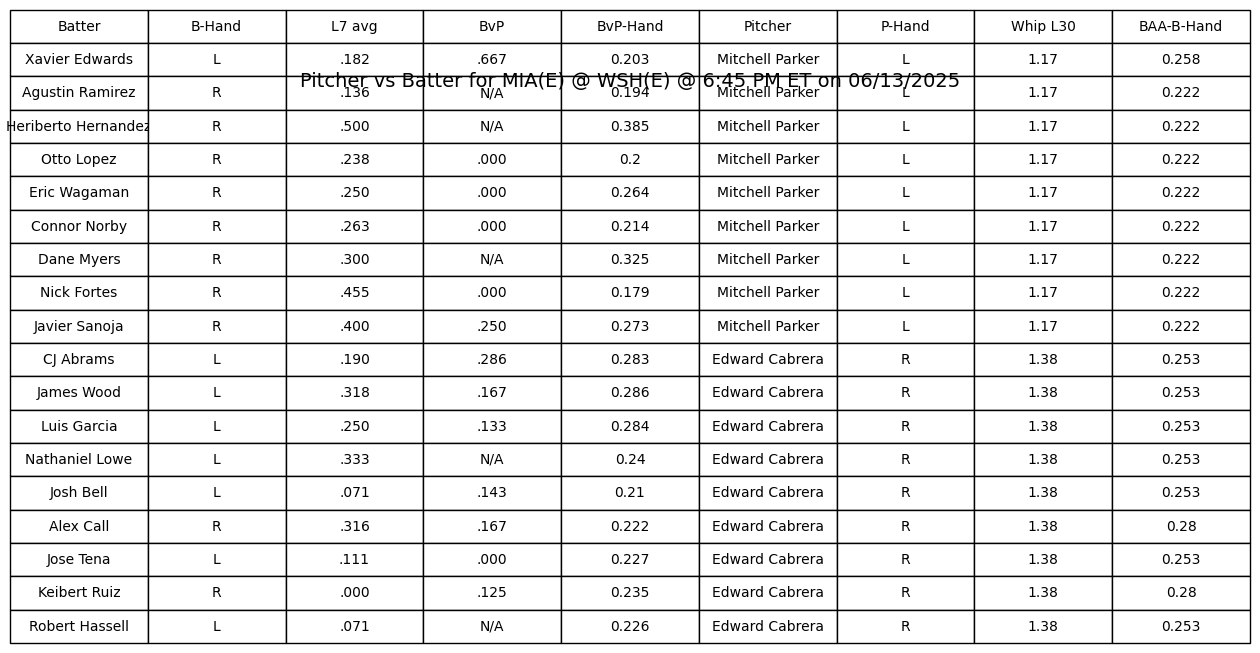 Batter B-Hand L7 avg BvP BvP-Hand Pitcher P-Hand Whip L30 BAA-B-Hand
Xavier Edwards L .182 .667 0.203 Mitchell Parker L 1.17 0.258
Pitcher vs Batter for MIA(E) @ WSH(E) @ 6:45 PM ET on 06/13/2025
Agustin Ramirez R .136 N/A 0.194 Mitchell Parker L 1.17 0.222
Heriberto Hernandez R .500 N/A 0.385 Mitchell Parker L 1.17 0.222
Otto Lopez R .238 .000 0.2 Mitchell Parker L 1.17 0.222
Eric Wagaman R .250 .000 0.264 Mitchell Parker L 1.17 0.222
Connor Norby R .263 .000 0.214 Mitchell Parker L 1.17 0.222
Dane Myers R .300 N/A 0.325 Mitchell Parker L 1.17 0.222
Nick Fortes R .455 .000 0.179 Mitchell Parker L 1.17 0.222
Javier Sanoja R .400 .250 0.273 Mitchell Parker L 1.17 0.222
CJ Abrams L .190 .286 0.283 Edward Cabrera R 1.38 0.253
James Wood L .318 .167 0.286 Edward Cabrera R 1.38 0.253
Luis Garcia L .250 .133 0.284 Edward Cabrera R 1.38 0.253
Nathaniel Lowe L .333 N/A 0.24 Edward Cabrera R 1.38 0.253
Josh Bell L .071 .143 0.21 Edward Cabrera R 1.38 0.253
Alex Call R .316 .167 0.222 Edward Cabrera R 1.38 0.28
Jose Tena L .111 .000 0.227 Edward Cabrera R 1.38 0.253
Keibert Ruiz R .000 .125 0.235 Edward Cabrera R 1.38 0.28
Robert Hassell L .071 N/A 0.226 Edward Cabrera R 1.38 0.253